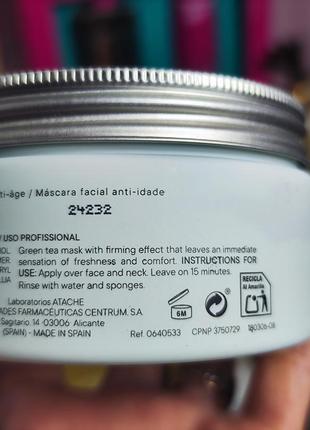 ti-âge / Máscara facial anti-idade
24232
/ USO PROFISSIONAL
Green tea mask with firming effect that leaves an immediate
sensation of freshness and comfort. INSTRUCTIONS FOR
USE: Apply over face and neck. Leave on 15 minutes.
Rinse with water and sponges.
Laboratorios ATACHE
ADES FARMACÉUTICAS CENTRUM, S.A.
Sagitario, 14 03006 Alicante
(SPAIN) - MADE IN SPAIN
6M
RECICLA
Al Amarillo
Ref. 0640533
CPNP 3750729
180306-08